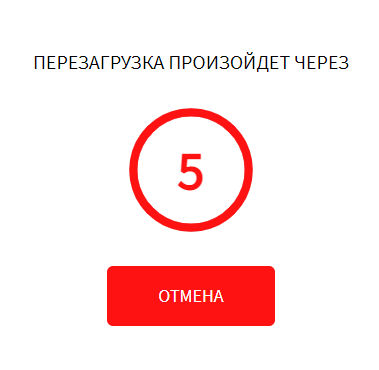 ПЕРЕЗАГРУЗКА ПРОИЗОЙДЕТ ЧЕРЕЗ
5
ОТМЕНА